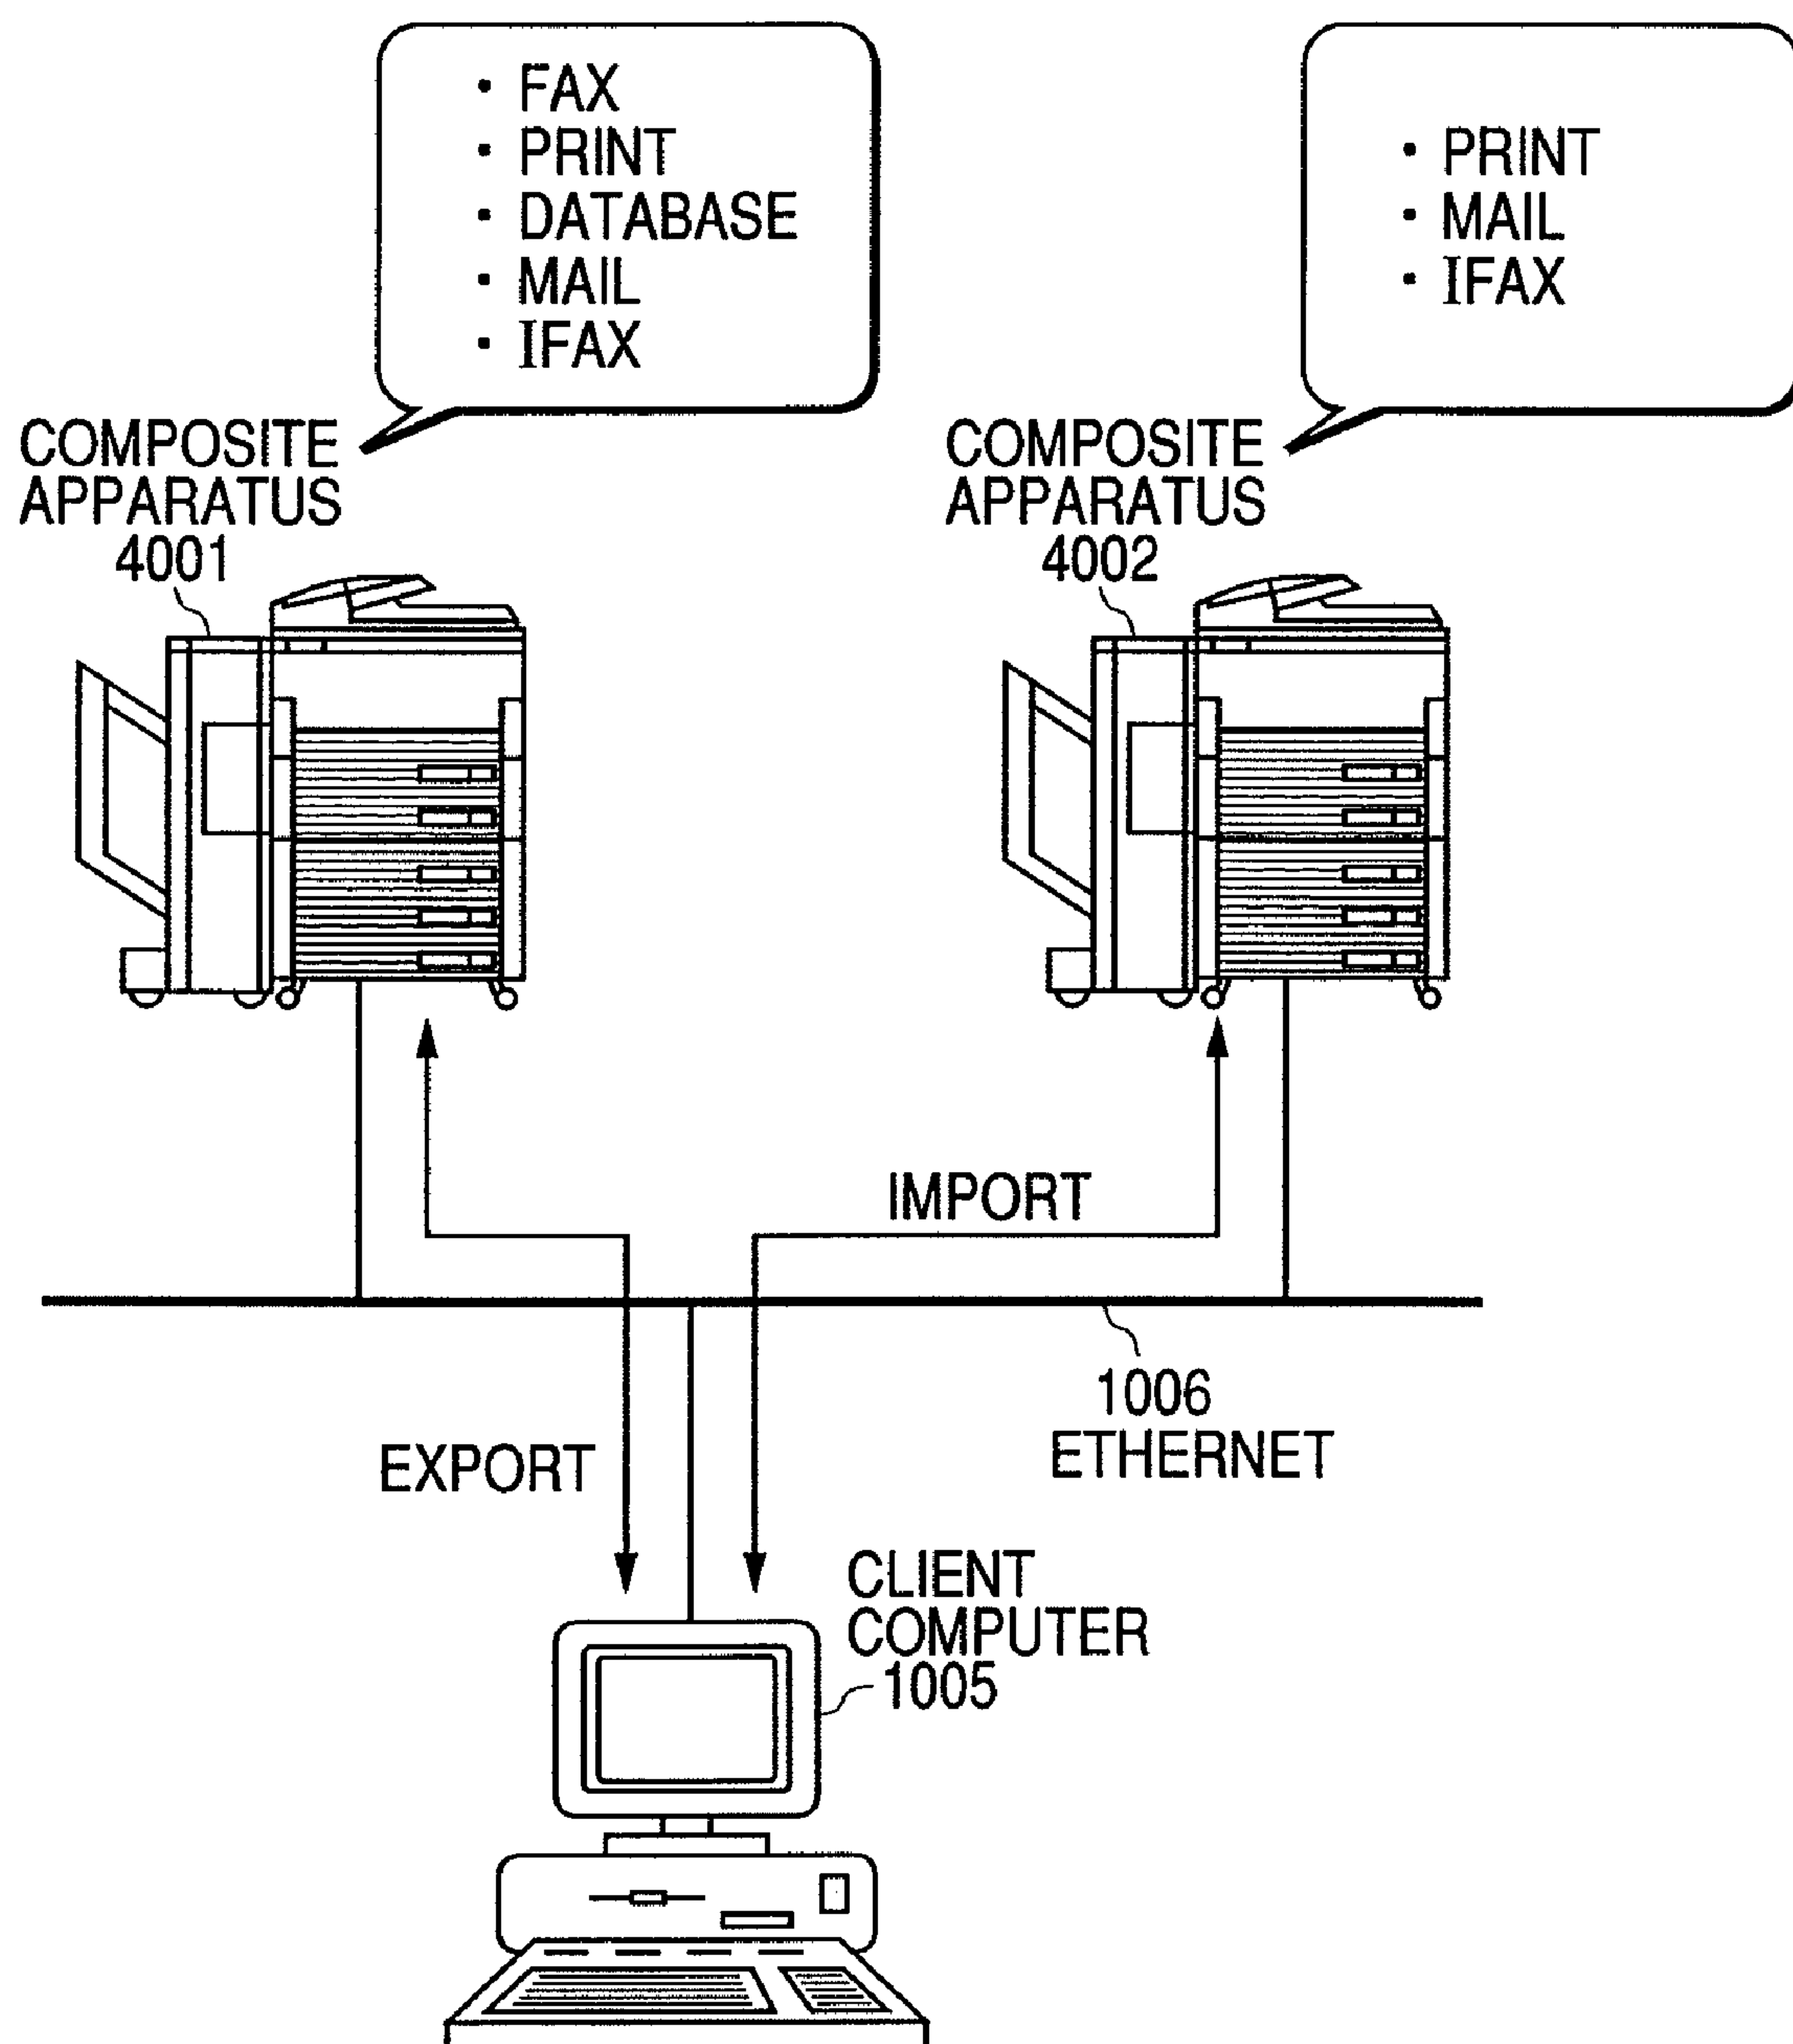 · FAX
· PRINT
· DATABASE
· MAIL
· IFAX
· PRINT
· MAIL
· IFAX
COMPOSITE
APPARATUS
4001
COMPOSITE
APPARATUS
4002
IMPORT
1006
ETHERNET
EXPORT
CLIENT
COMPUTER
1005